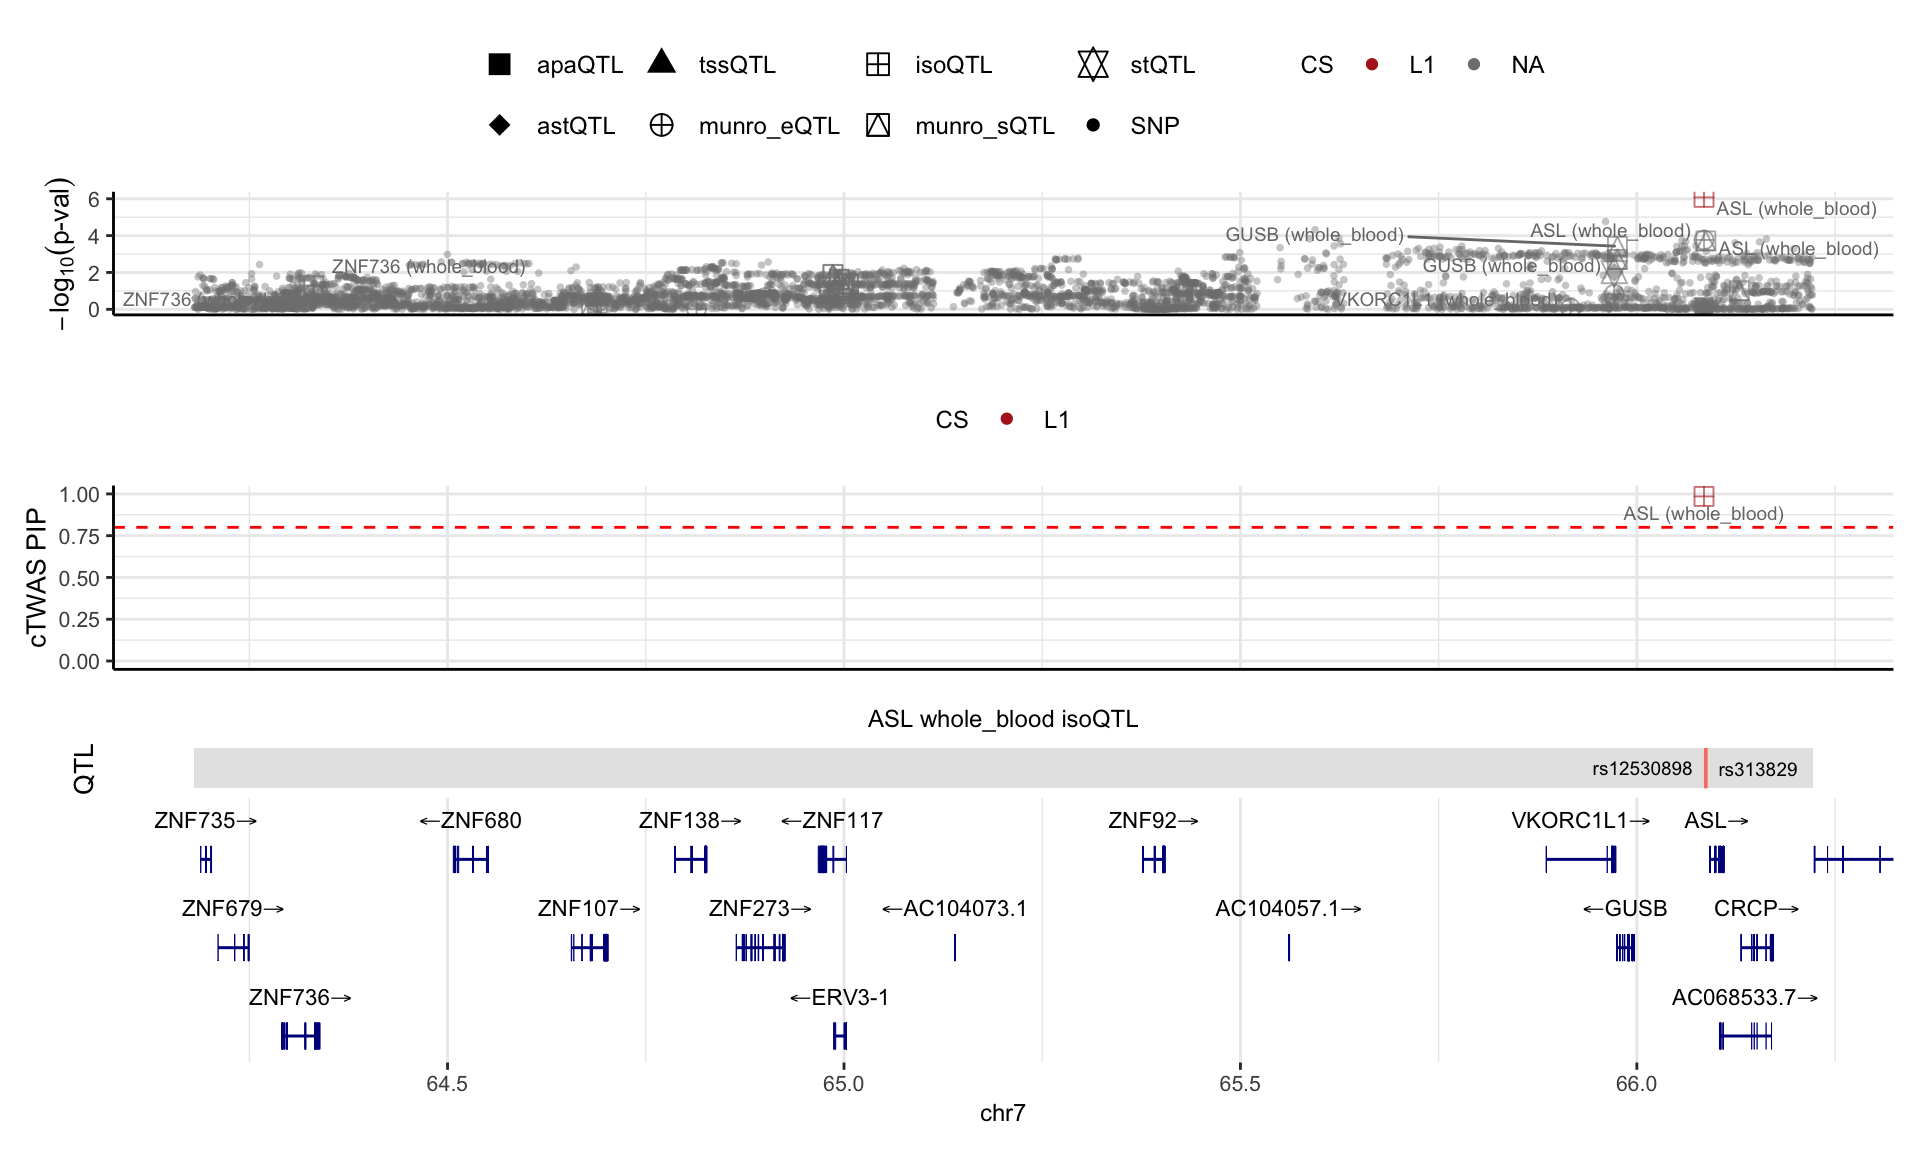 apaQTL tssQTL isoQTL stQTL CS L1 NA
astQTL munro_eQTL munro_sQTL SNP
−log10(p-val)
6
4
2
0
ASL (whole_blood)
ASL (whole_blood)
GUSB (whole_blood)
ASL (whole_blood)
GUSB (whole_blood)
ZNF736 (whole_blood)
ZNF736
VKORC1L1 (whole_blood)
CS L1
cTWAS PIP
1.00
0.75
0.50
0.25
0.00
ASL (whole_blood)
ASL whole_blood isoQTL
QTL
rs12530898 rs313829
ZNF735→ ←ZNF680 ZNF138→ ←ZNF117 ZNF92→ VKORC1L1→ ASL→
ZNF679→ ZNF107→ ZNF273→ ←AC104073.1 AC104057.1→ ←GUSB CRCP→
ZNF736→ ←ERV3-1 AC068533.7→
64.5 65.0 65.5 66.0
chr7